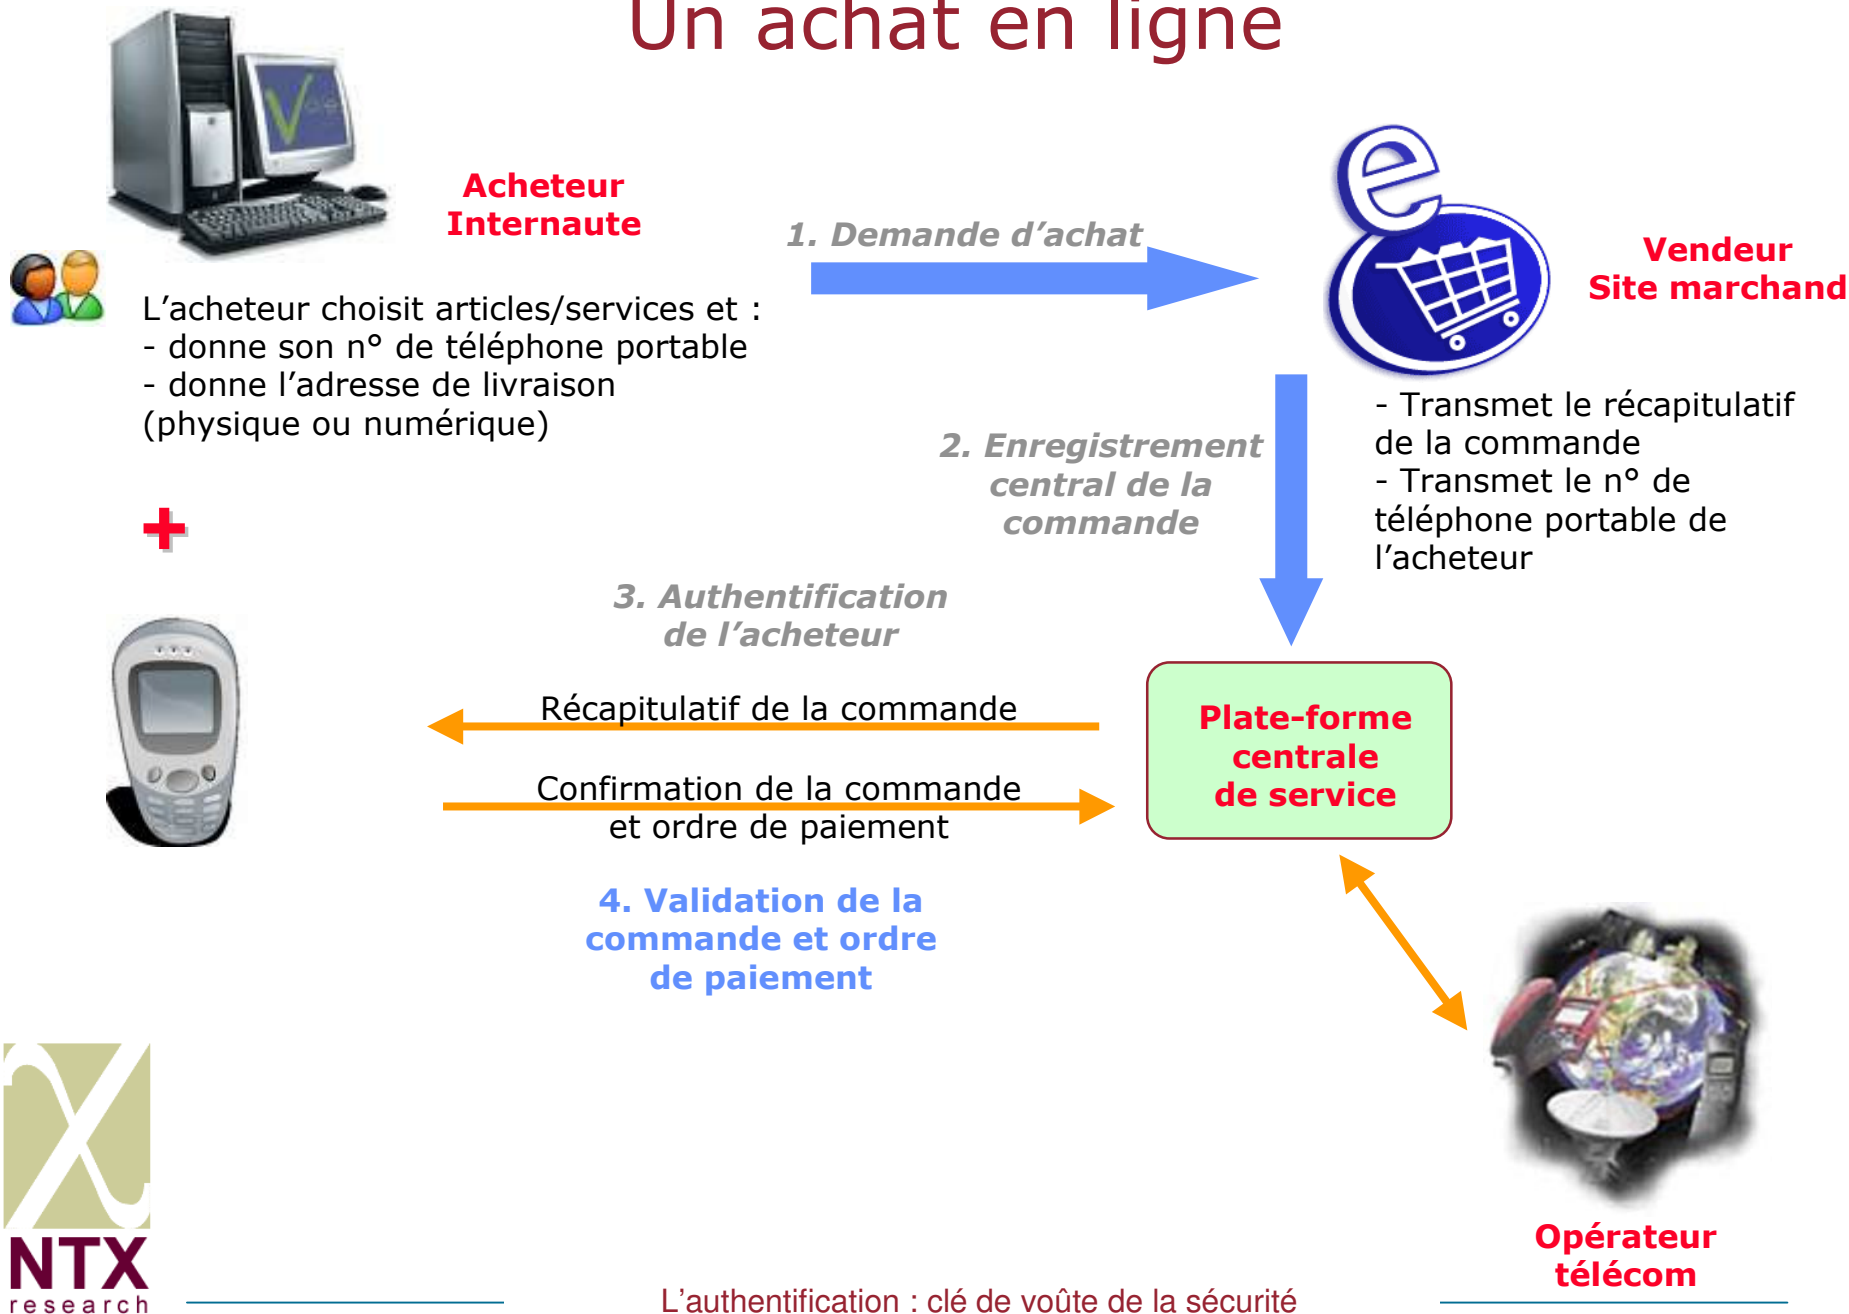 Un achat en ligne
Acheteur
Internaute
1. Demande d’achat
Vendeur
Site marchand
L’acheteur choisit articles/services et :
- donne son n° de téléphone portable
- donne l’adresse de livraison
(physique ou numérique)
- Transmet le récapitulatif
de la commande
- Transmet le n° de
téléphone portable de
l’acheteur
2. Enregistrement
central de la
commande
+
3. Authentification
de l’acheteur
Récapitulatif de la commande
Confirmation de la commande
et ordre de paiement
Plate-forme
centrale
de service
4. Validation de la
commande et ordre
de paiement
Opérateur
télécom
NTX
research
L’authentification : clé de voûte de la sécurité